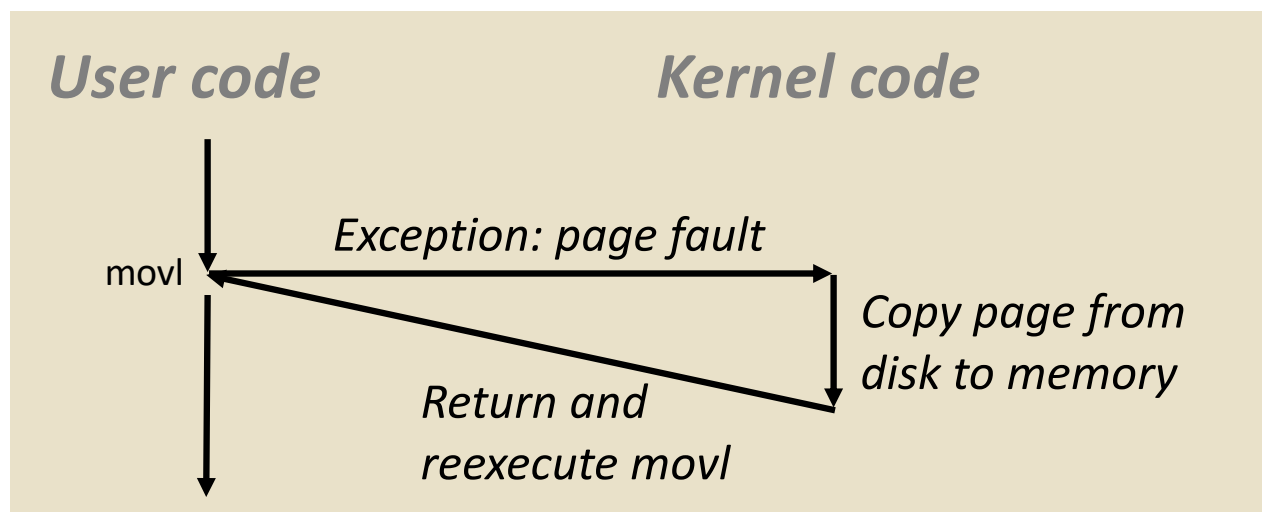 User code
Kernel code
Exception: page fault
movl
Copy page from
disk to memory
Return and
reexecute movl